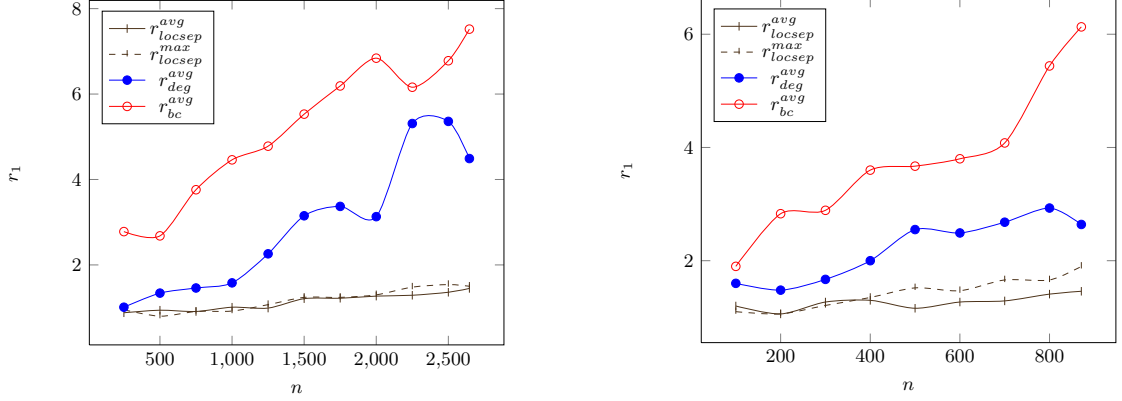 8
6
4
2
r_1
r_{locsep}^{avg}
r_{locsep}^{max}
r_{deg}^{avg}
r_{bc}^{avg}
500 1,000 1,500 2,000 2,500
n
6
4
2
r_1
r_{locsep}^{avg}
r_{locsep}^{max}
r_{deg}^{avg}
r_{bc}^{avg}
200 400 600 800
n